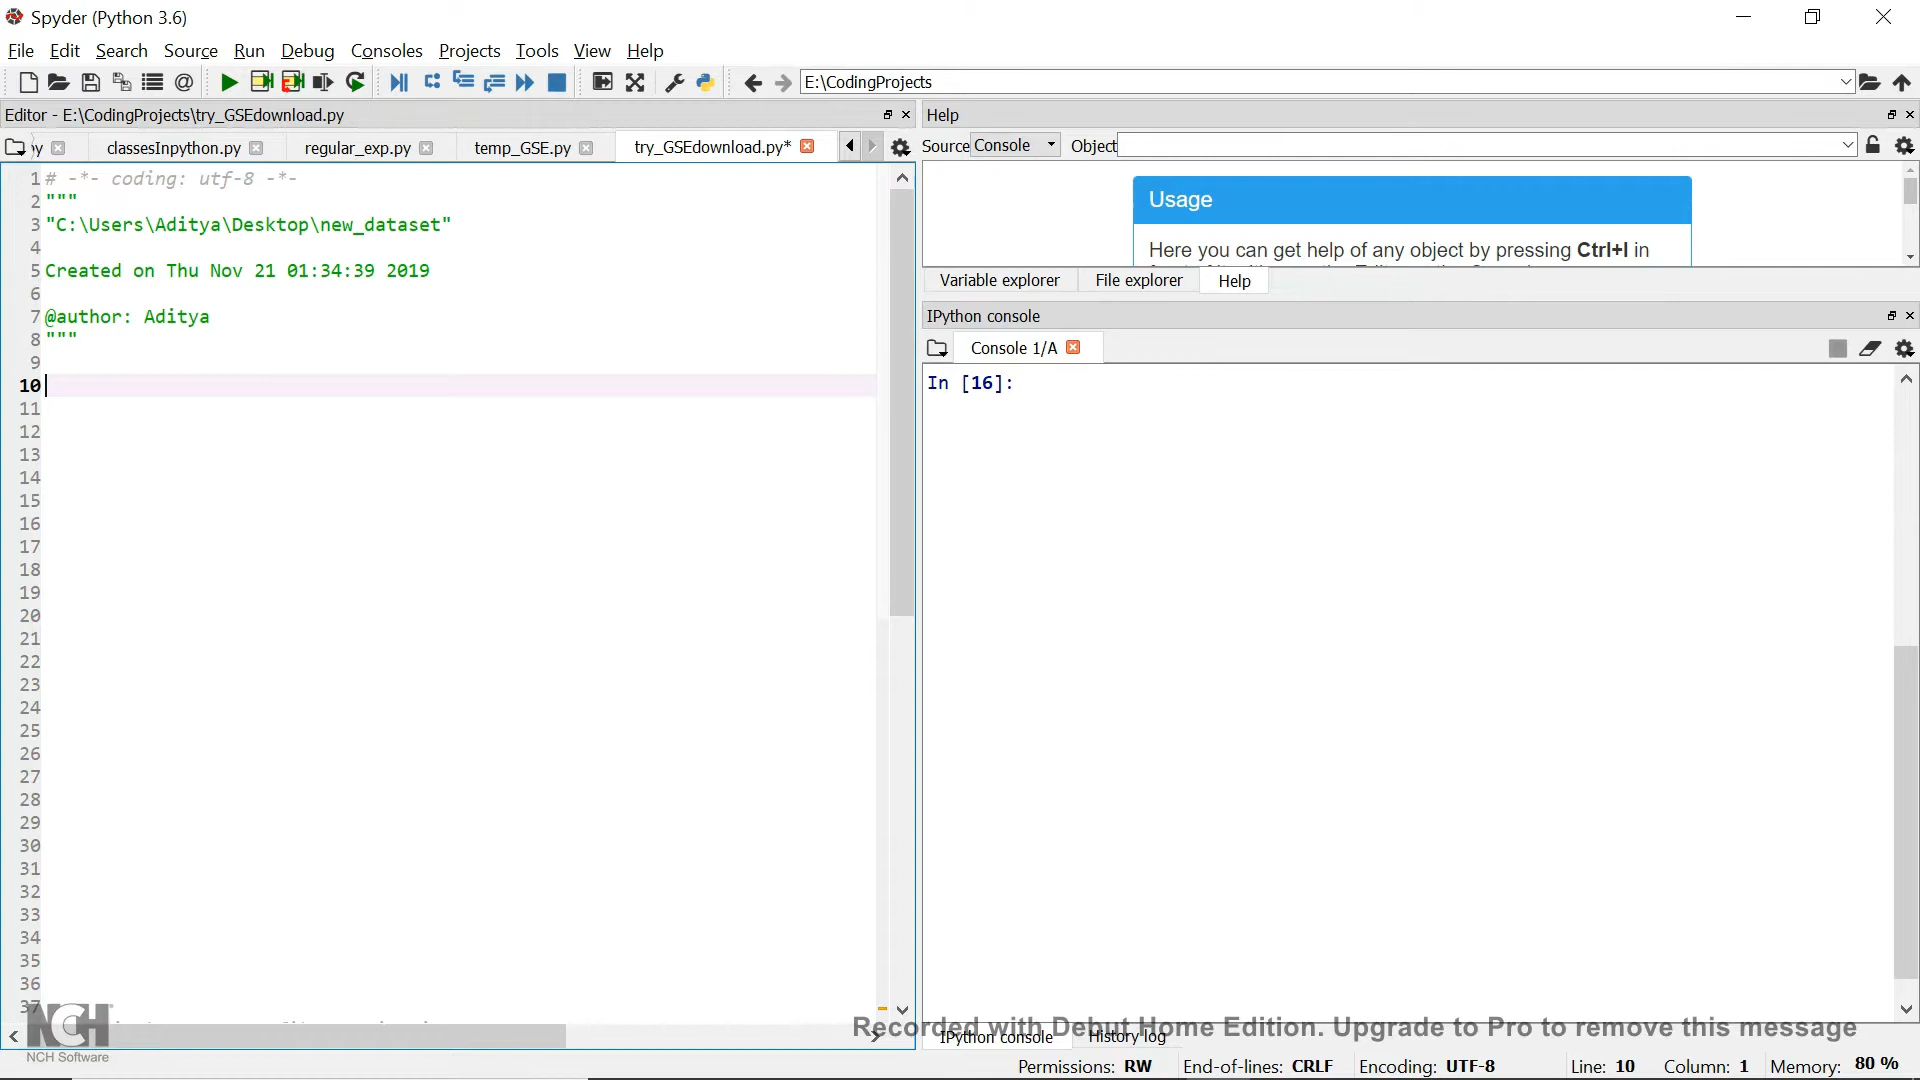 Spyder (Python 3.6)
File Edit Search Source Run Debug Consoles Projects Tools View Help
E:\CodingProjects
Editor - E:\CodingProjects\try_GSEdownload.py
Help
classesInpython.py regular_exp.py temp_GSE.py try_GSEdownload.py*
Source Console Object
1 # -*- coding: utf-8 -*-
2 """
3 "C:\Users\Aditya\Desktop\new_dataset"
4
5 Created on Thu Nov 21 01:34:39 2019
6
7 @author: Aditya
8 """
9
10
11
12
13
14
15
16
17
18
19
20
21
22
23
24
25
26
27
28
29
30
31
32
33
34
35
36
37
Usage
Here you can get help of any object by pressing Ctrl+I in
Variable explorer File explorer Help
IPython console
Console 1/A
In [16]:
NCH
NCH Software
Recorded with Debut Home Edition. Upgrade to Pro to remove this message
IPython console History log
Permissions: RW End-of-lines: CRLF Encoding: UTF-8 Line: 10 Column: 1 Memory: 80 %